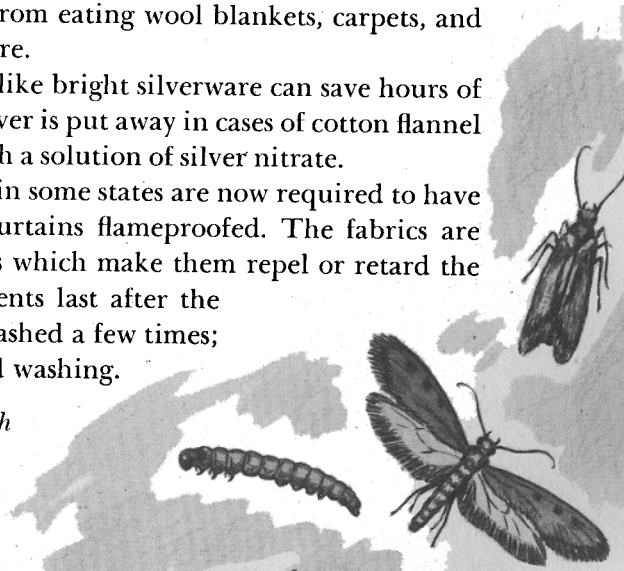 rom eating wool blankets, carpets, and
re.
like bright silverware can save hours of
ver is put away in cases of cotton flannel
h a solution of silver nitrate.
in some states are now required to have
urtains flameproofed. The fabrics are
s which make them repel or retard the
ents last after the
ashed a few times;
l washing.
h